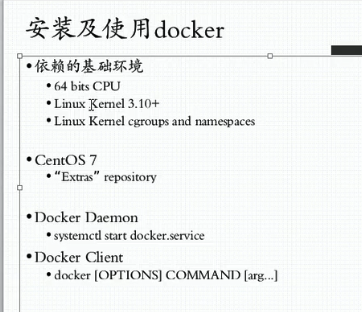 安装及使用docker
•依赖的基础环境
•64 bits CPU
•Linux Kernel 3.10+
•Linux Kernel cgroups and namespaces
•CentOS 7
•“Extras” repository
•Docker Daemon
•systemctl start docker.service
•Docker Client
•docker [OPTIONS] COMMAND [arg...]